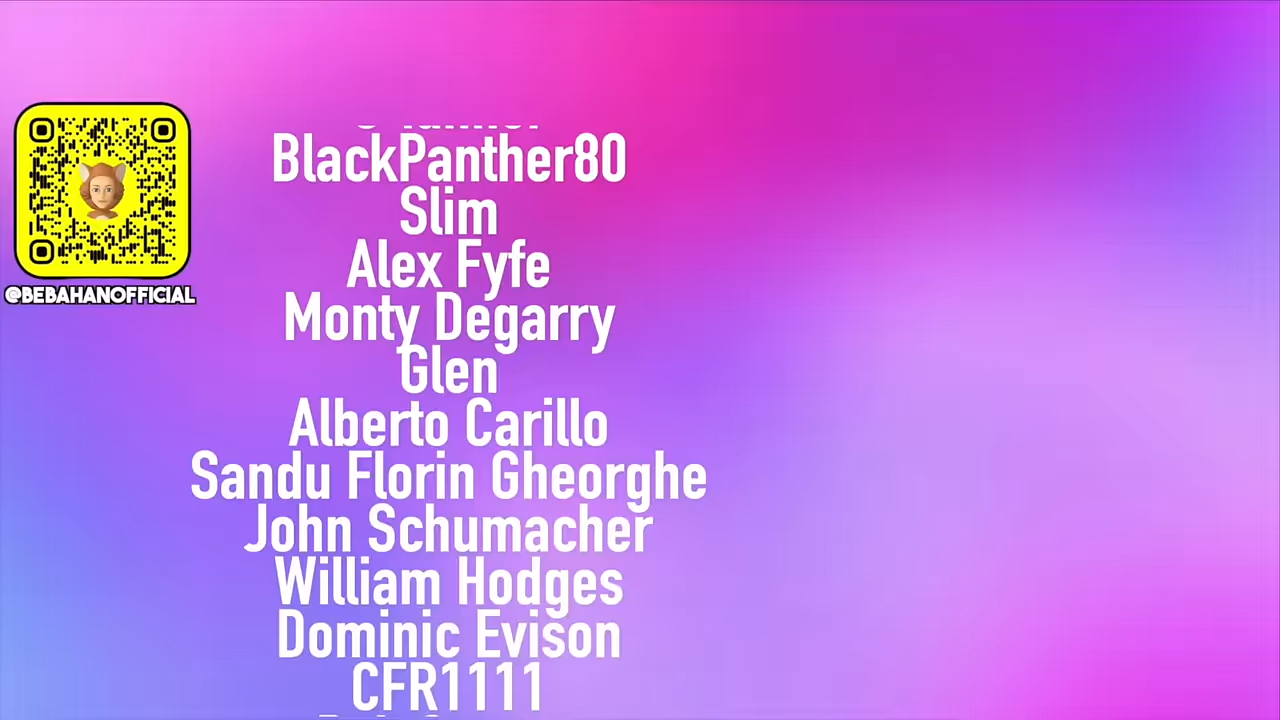 BlackPanther80
Slim
Alex Fyfe
Monty Degarry
Glen
Alberto Carillo
Sandu Florin Gheorghe
John Schumacher
William Hodges
Dominic Evison
CFR1111
@BEBAHANOFFICIAL